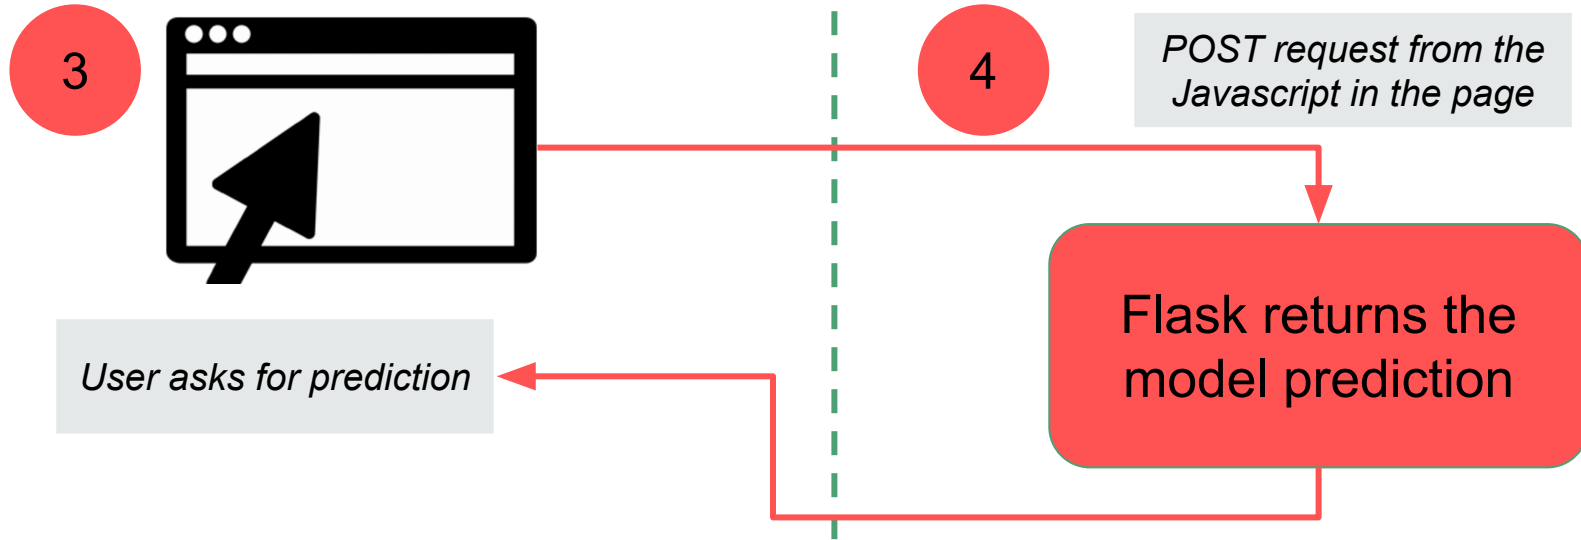 3
User asks for prediction
4
POST request from the
Javascript in the page
Flask returns the
model prediction